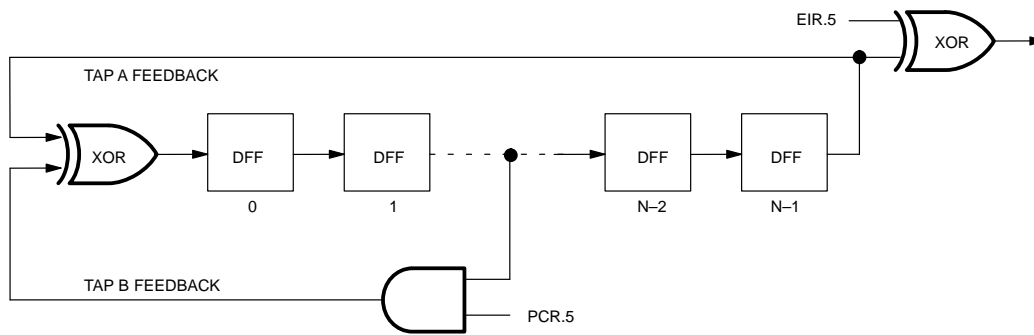 EIR.5
XOR
TAP A FEEDBACK
XOR
DFF
DFF
DFF
DFF
0
1
N–2
N–1
TAP B FEEDBACK
PCR.5